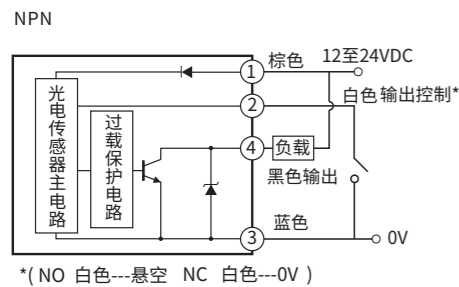 NPN
棕色 12至24VDC
1
白色 输出控制*
2
光电传感器主电路
过载保护电路
4
负载
黑色输出
蓝色
3
0V
*( NO 白色---悬空 NC 白色---0V )